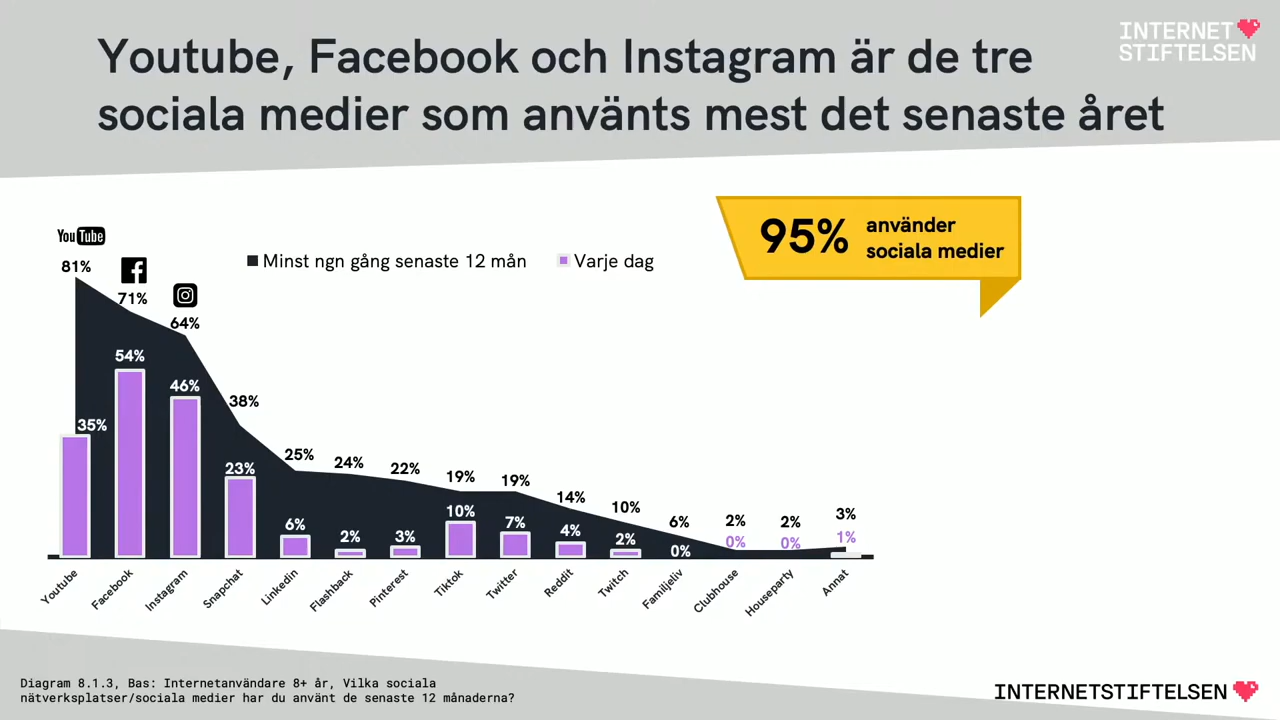 INTERNET
STIFTELSEN
Youtube, Facebook och Instagram är de tre
sociala medier som använts mest det senaste året
95% använder
sociala medier
Minst ngn gång senaste 12 mån Varje dag
YouTube
81%
71%
64%
54%
46%
38%
35%
25%
24%
22%
23%
19%
19%
14%
10%
10%
6%
2%
2%
3%
6%
2%
3%
7%
4%
2%
0%
0%
0%
1%
Youtube
Facebook
Instagram
Snapchat
Linkedin
Flashback
Pinterest
Tiktok
Twitter
Reddit
Twitch
Familjeliv
Clubhouse
Houseparty
Annat
Diagram 8.1.3, Bas: Internetanvändare 8+ år, Vilka sociala
nätverksplatser/sociala medier har du använt de senaste 12 månaderna?
INTERNETSTIFTELSEN